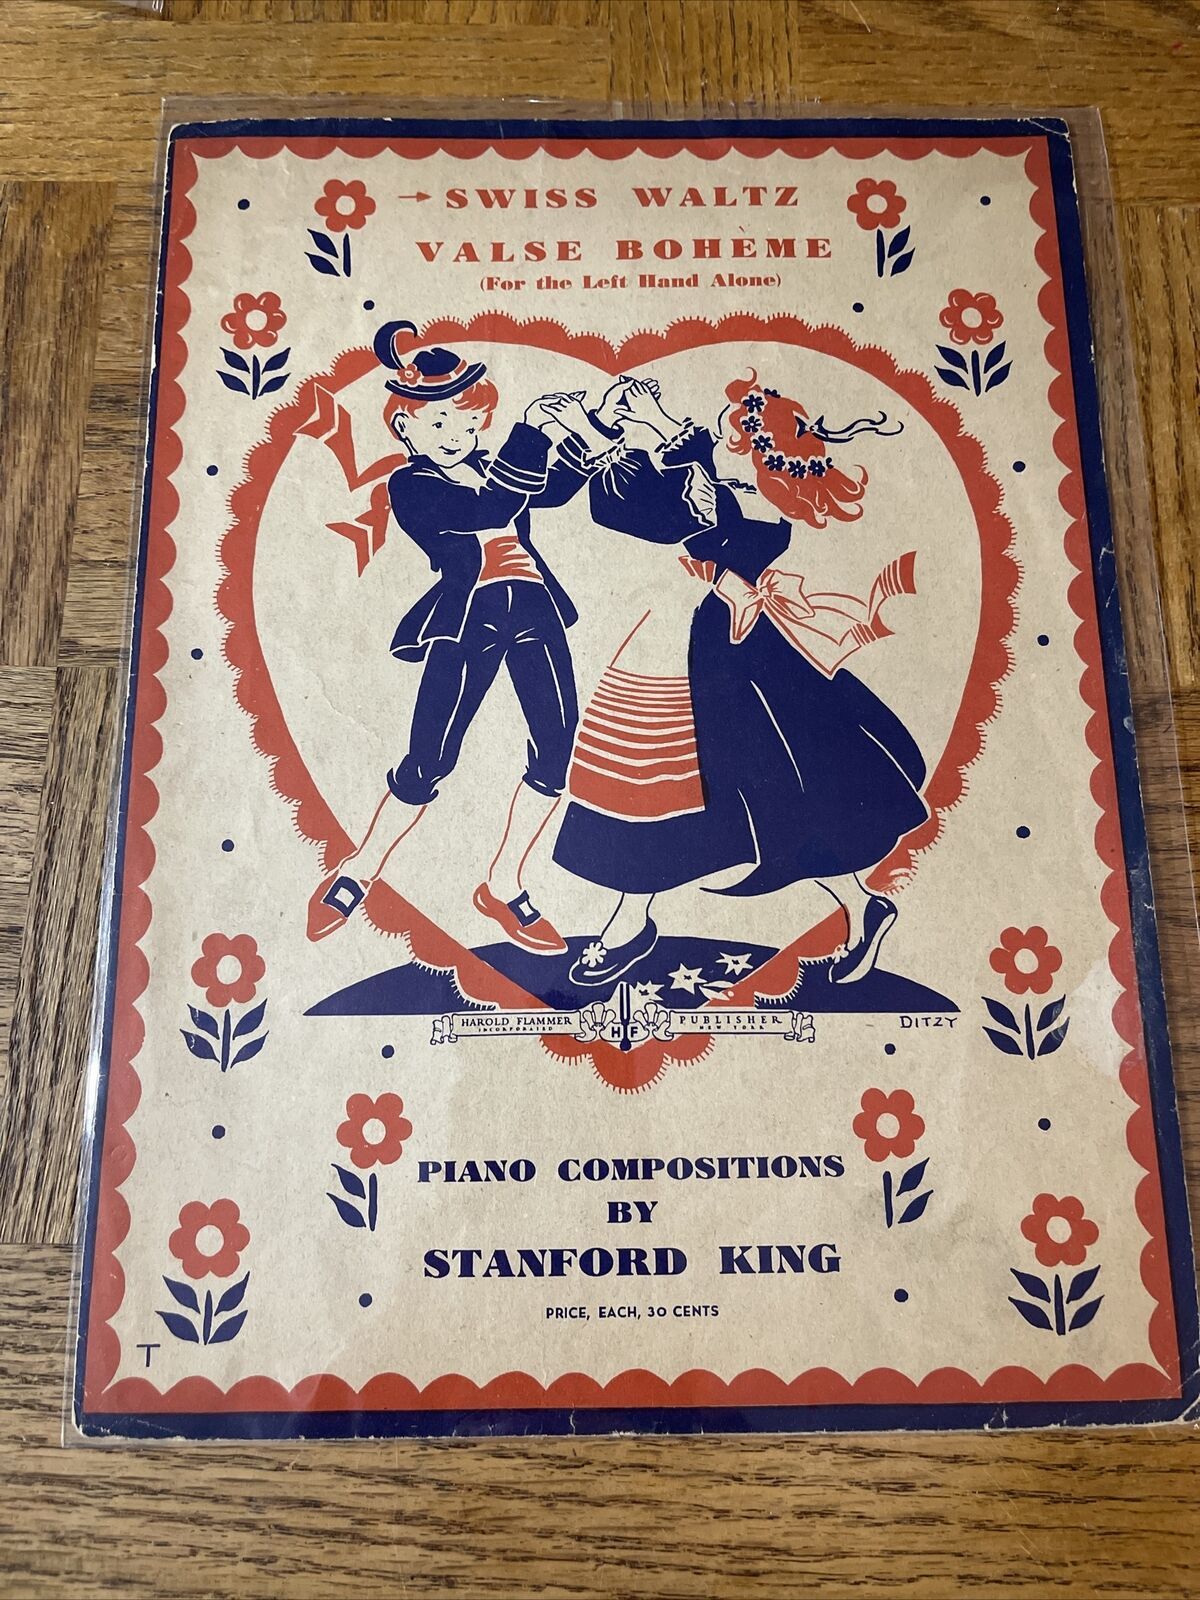 →SWISS WALTZ
VALSE BOHÈME
(For the Left Hand Alone)
HAROLD FLAMMER
INCORPORATED
HF
PUBLISHER
NEW YORK
DITZY
PIANO COMPOSITIONS
BY
STANFORD KING
PRICE, EACH, 30 CENTS
T